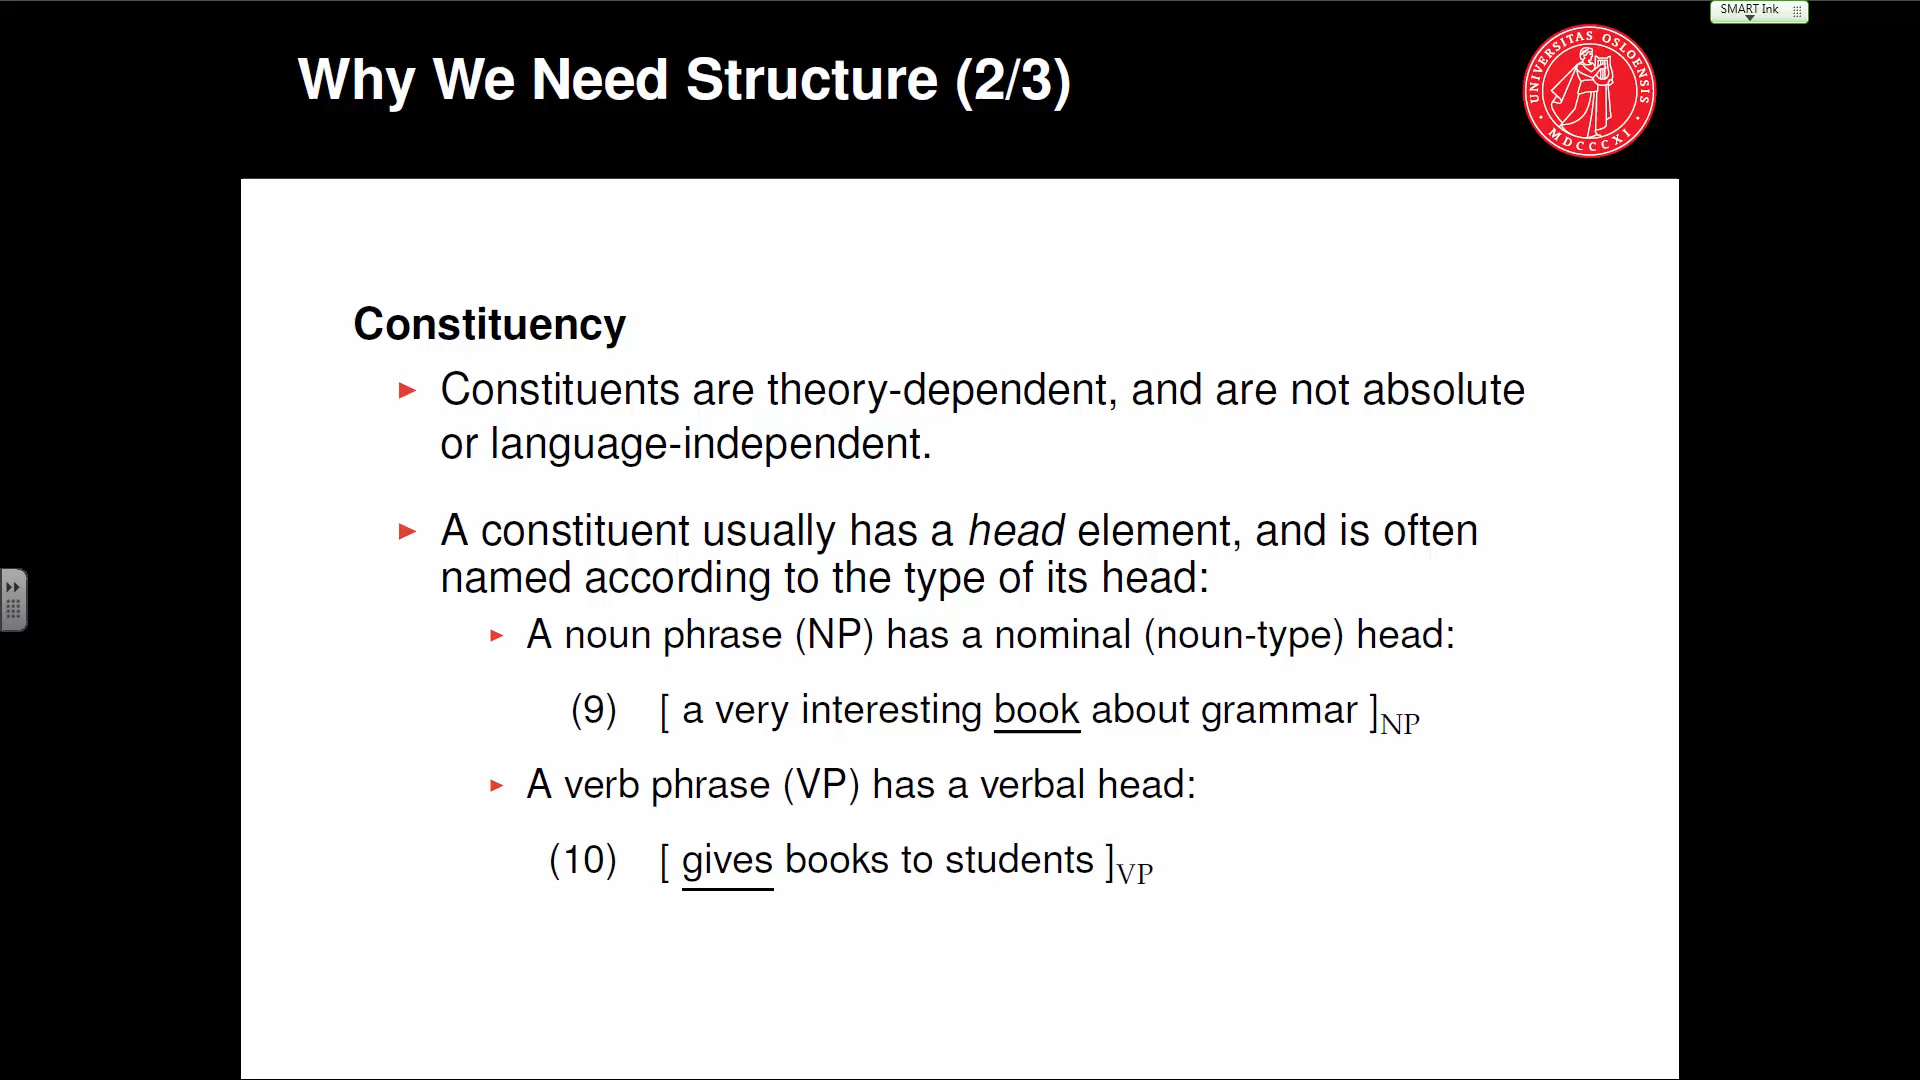 SMART Ink
Why We Need Structure (2/3)
UNIVERSITAS OSLOENSIS
MDCCCXI
Constituency
Constituents are theory-dependent, and are not absolute
or language-independent.
A constituent usually has a head element, and is often
named according to the type of its head:
A noun phrase (NP) has a nominal (noun-type) head:
(9) [ a very interesting book about grammar ]NP
A verb phrase (VP) has a verbal head:
(10) [ gives books to students ]VP